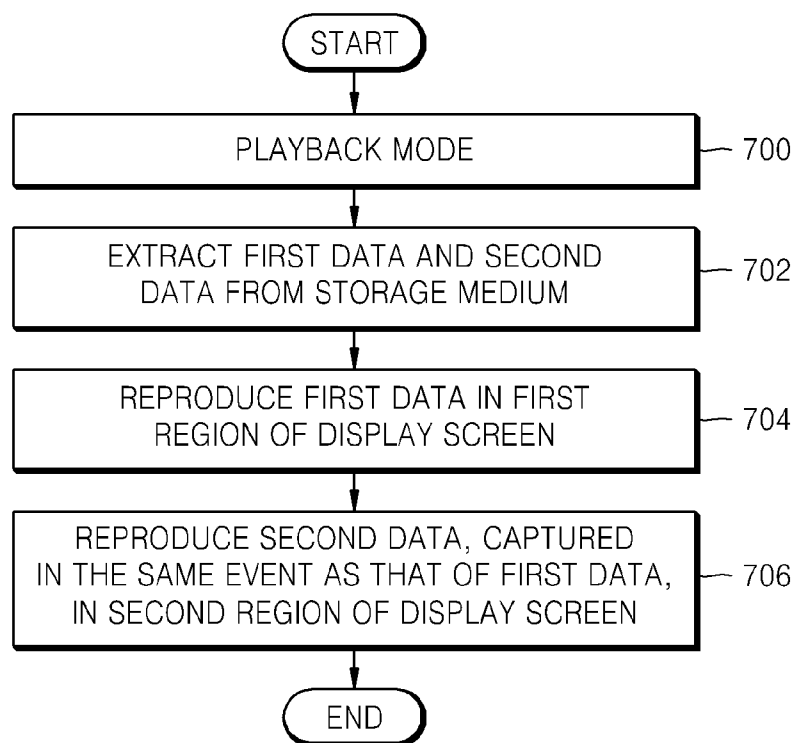 START
PLAYBACK MODE
700
EXTRACT FIRST DATA AND SECOND
DATA FROM STORAGE MEDIUM
702
REPRODUCE FIRST DATA IN FIRST
REGION OF DISPLAY SCREEN
704
REPRODUCE SECOND DATA, CAPTURED
IN THE SAME EVENT AS THAT OF FIRST DATA,
IN SECOND REGION OF DISPLAY SCREEN
706
END